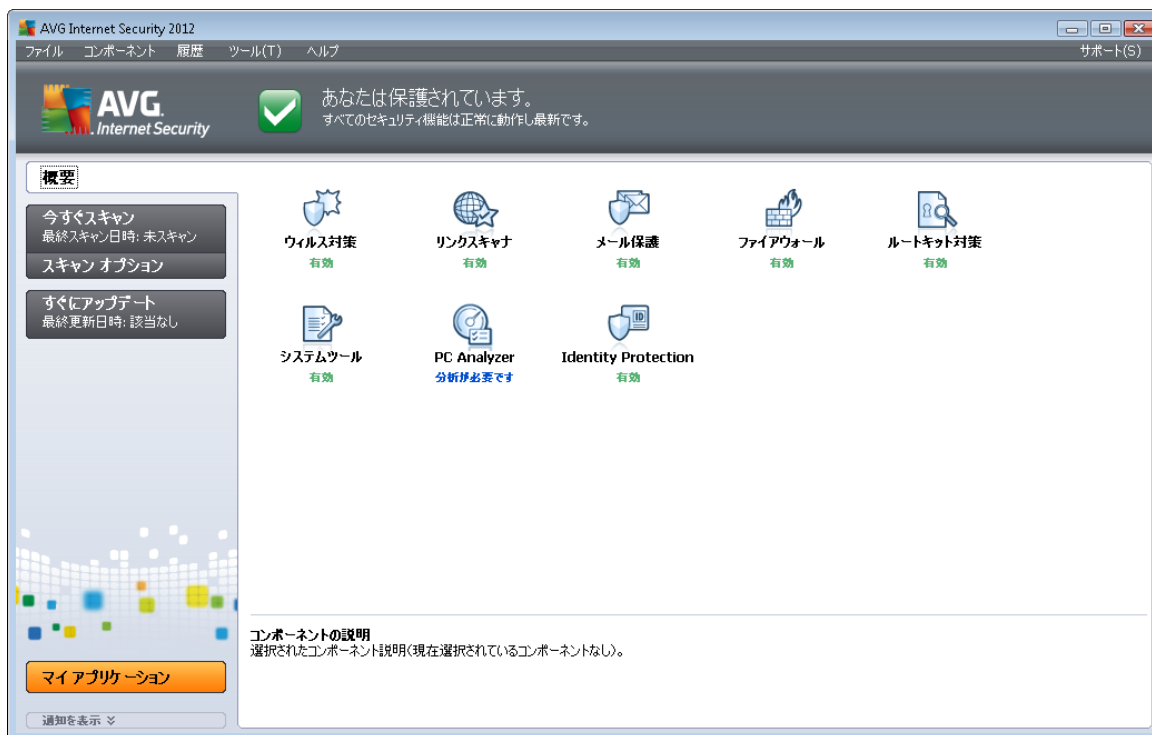 AVG Internet Security 2012
ファイル コンポーネント 履歴 ツール(T) ヘルプ サポート(S)
AVG.
Internet Security
あなたは保護されています。
すべてのセキュリティ機能は正常に動作し最新です。
概要
今すぐスキャン
最終スキャン日時: 未スキャン
スキャン オプション
すぐにアップデート
最終更新日時: 該当なし
ウィルス対策 リンクスキャナ メール保護 ファイアウォール ルートキット対策
有効 有効 有効 有効 有効
システムツール PC Analyzer Identity Protection
有効 分析が必要です 有効
コンポーネントの説明
選択されたコンポーネント説明(現在選択されているコンポーネントなし)。
マイ アプリケーション
通知を表示